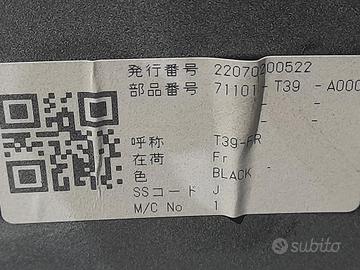 発行番号 22070200522
部品番号 71101-T39 -A000
- -
- -
呼称 T39-FR
在荷 Fr
色 BLACK
SSコード J
M/C No 1
subito